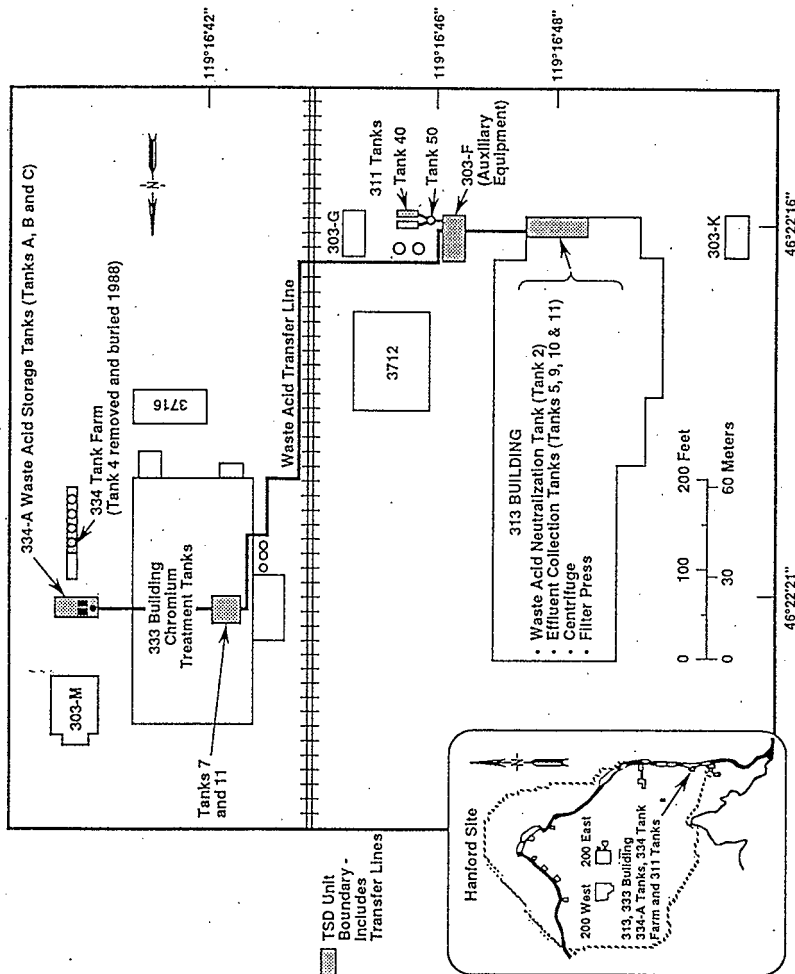 334-A Waste Acid Storage Tanks (Tanks A, B and C)
334 Tank Farm
(Tank 4 removed and buried 1988)
-N-
119°16'42"
303-M
3716
333 Building
Chromium
Treatment Tanks
Tanks 7
and 11
Waste Acid Transfer Line
TSD Unit
Boundary -
Includes
Transfer Lines
303-G
311 Tanks
Tank 40
Tank 50
119°16'46"
303-F
(Auxiliary
Equipment)
3712
119°16'48"
313 BUILDING
• Waste Acid Neutralization Tank (Tank 2)
• Effluent Collection Tanks (Tanks 5, 9, 10 & 11)
• Centrifuge
• Filter Press
303-K
0 100 200 Feet
0 30 60 Meters
46°22'21"
46°22'16"
Hanford Site
-N-
200 West
200 East
313, 333 Building
334-A Tanks, 334 Tank
Farm and 311 Tanks